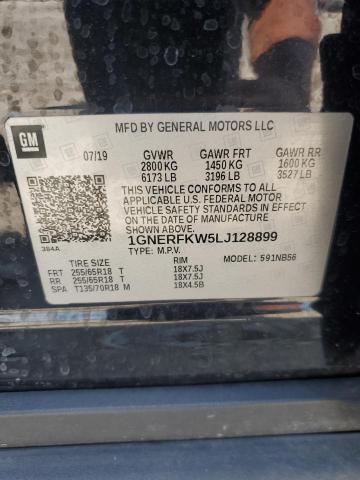 GM
MFD BY GENERAL MOTORS LLC
07/19 GVWR GAWR FRT GAWR RR
2800 KG 1450 KG 1600 KG
6173 LB 3196 LB 3527 LB
THIS VEHICLE CONFORMS TO ALL
APPLICABLE U.S. FEDERAL MOTOR
VEHICLE SAFETY STANDARDS IN EFFECT
ON THE DATE OF MANUFACTURE
SHOWN ABOVE.
1GNERFKW5LJ128899
384A
TYPE: M.P.V. MODEL: 591NB56
TIRE SIZE RIM
FRT 255/65R18 T 18X7.5J
RR 255/65R18 T 18X7.5J
SPA T135/70R18 M 18X4.5B